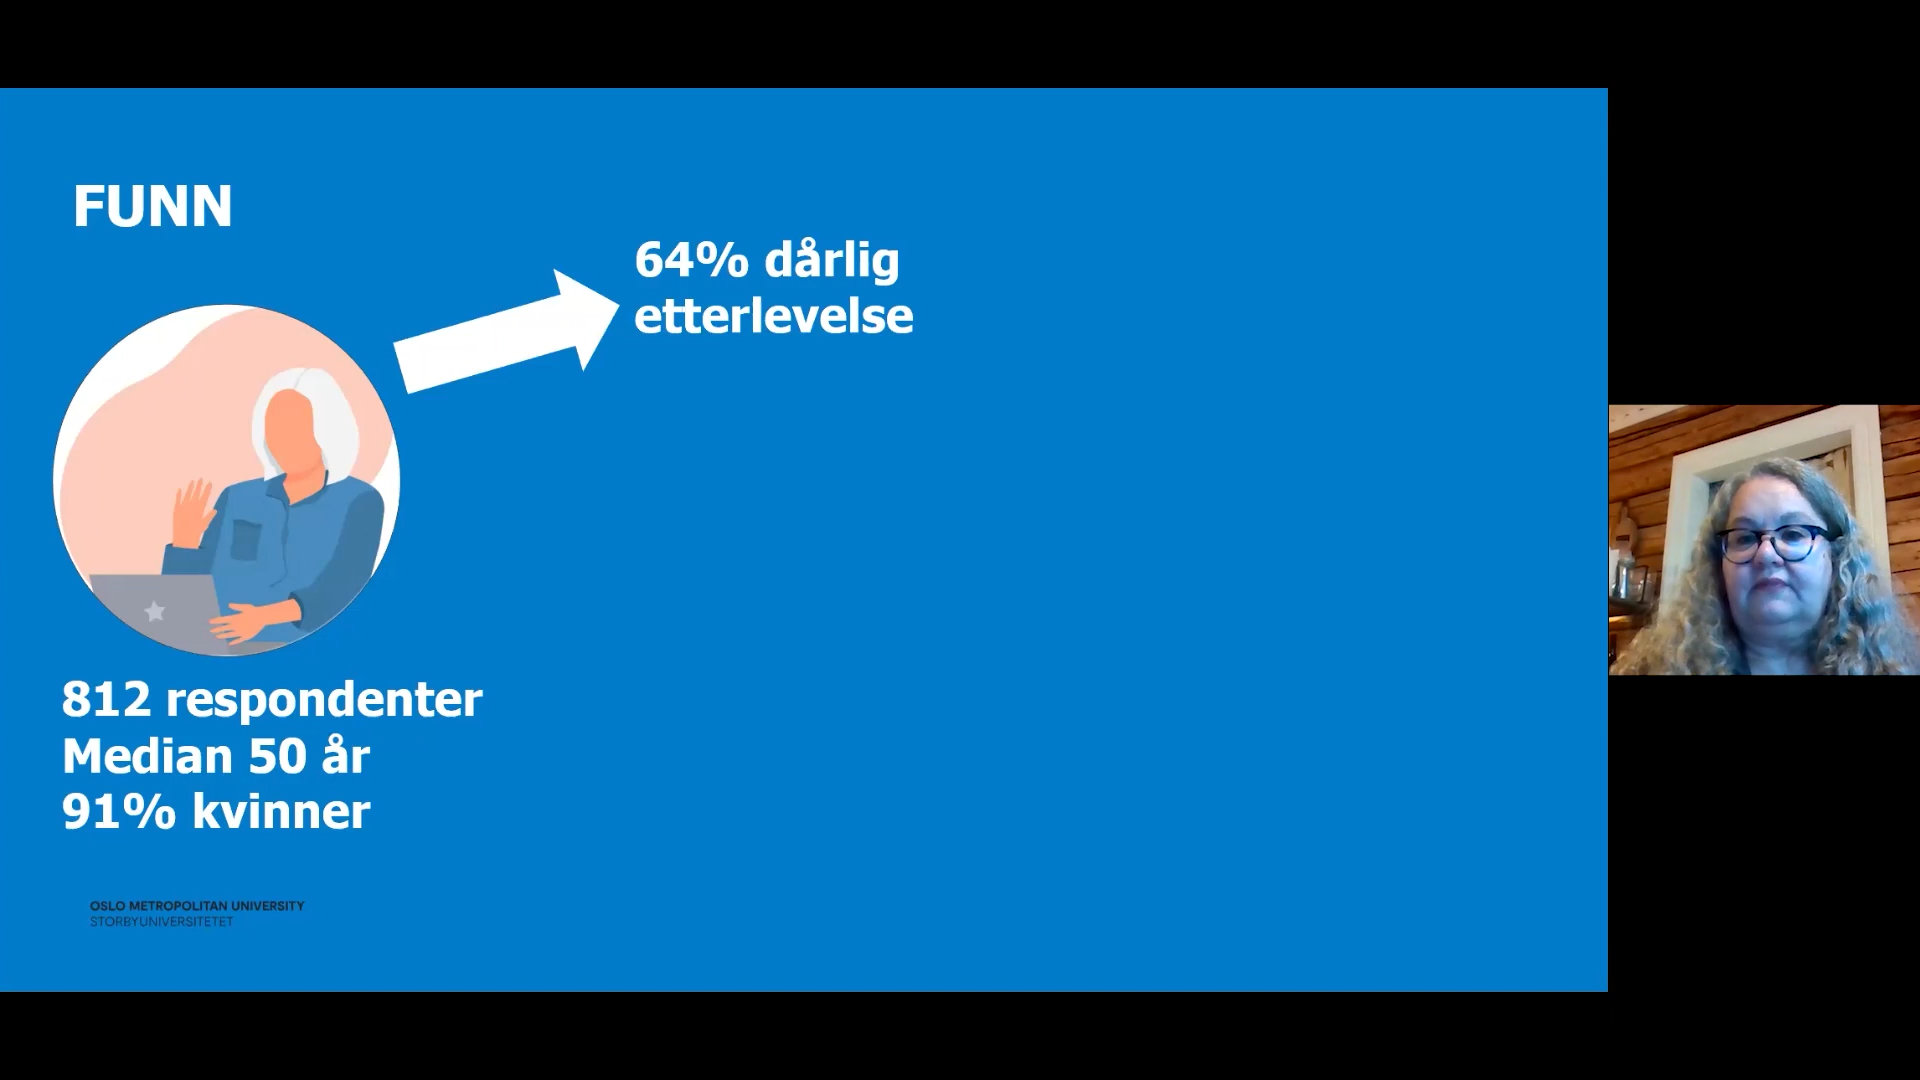 FUNN
64% dårlig
etterlevelse
812 respondenter
Median 50 år
91% kvinner
OSLO METROPOLITAN UNIVERSITY
STORBYUNIVERSITETET